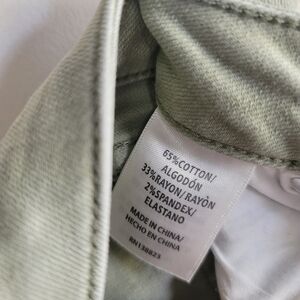 65%COTTON/
ALGODÓN
33%RAYON/RAYÓN
2%SPANDEX/
ELASTANO
MADE IN CHINA/
HECHO EN CHINA
RN138823